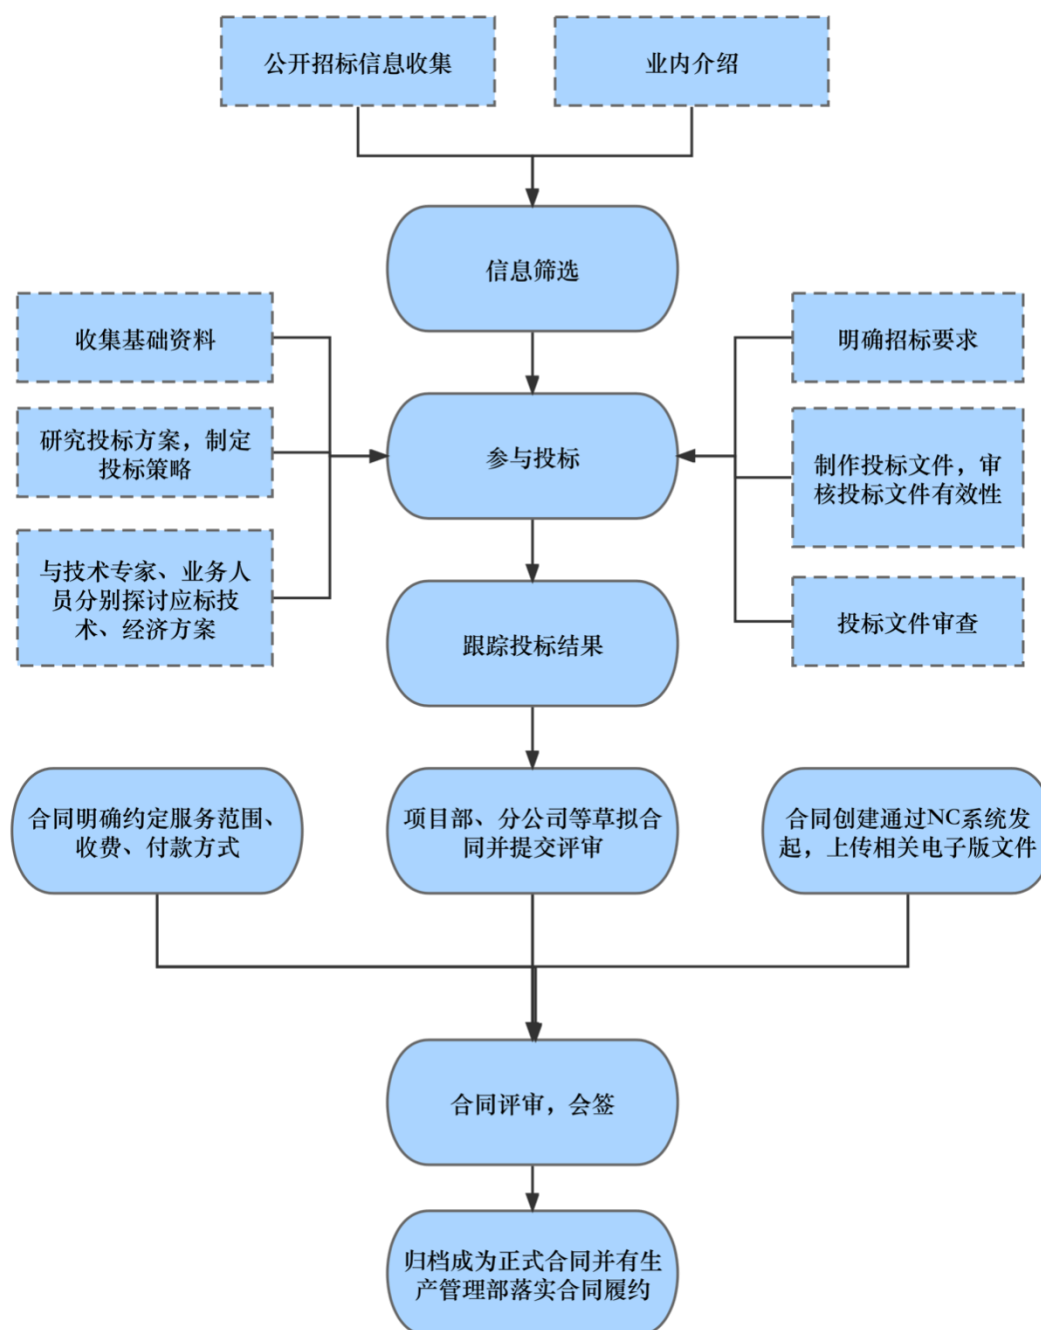 公开招标信息收集
业内介绍
信息筛选
收集基础资料
明确招标要求
研究投标方案，制定
投标策略
参与投标
制作投标文件，审
核投标文件有效性
与技术专家、业务人
员分别探讨应标技
术、经济方案
投标文件审查
跟踪投标结果
合同明确约定服务范围、
收费、付款方式
项目部、分公司等草拟合
同并提交评审
合同创建通过NC系统发
起，上传相关电子版文件
合同评审，会签
归档成为正式合同并有生
产管理部落实合同履约